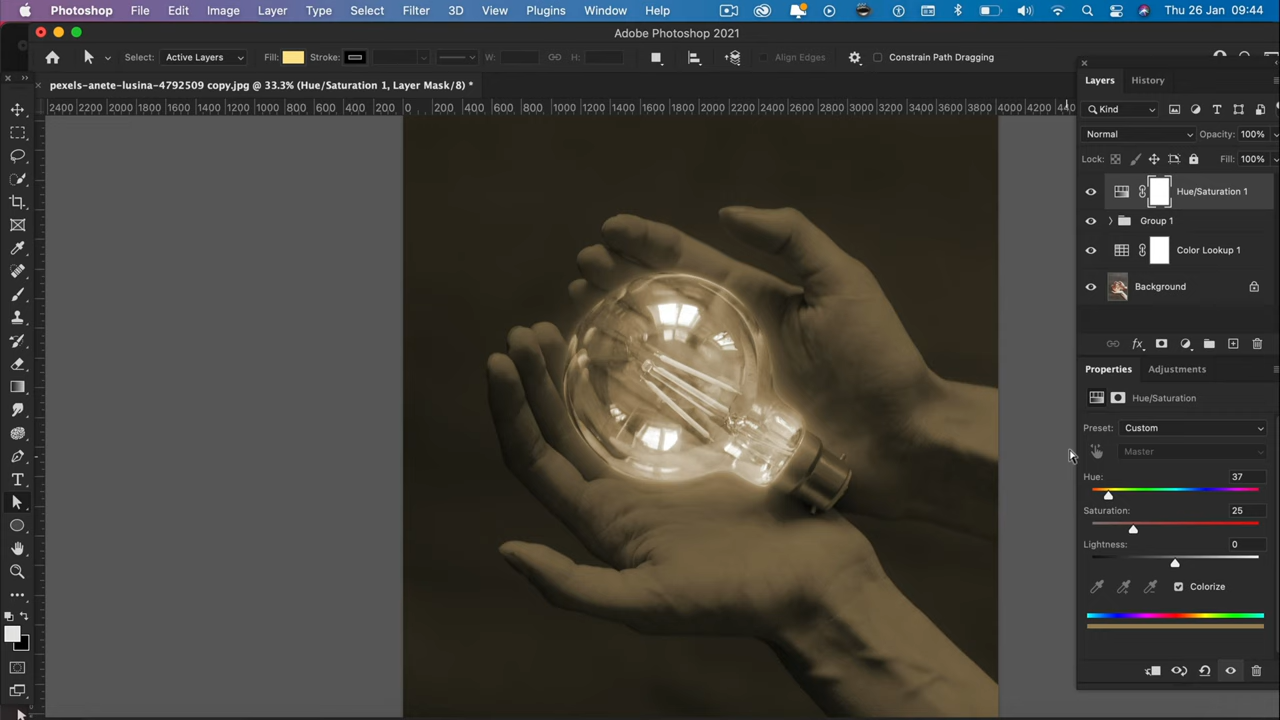 Photoshop File Edit Image Layer Type Select Filter 3D View Plugins Window Help Thu 26 Jan 09:44
Adobe Photoshop 2021
Select: Active Layers Fill: Stroke: W: H: Align Edges Constrain Path Dragging
pexels-anete-lusina-4792509 copy.jpg @ 33.3% (Hue/Saturation 1, Layer Mask/8) *
2400 2200 2000 1800 1600 1400 1200 1000 800 600 400 200 0 200 400 600 800 1000 1200 1400 1600 1800 2000 2200 2400 2600 2800 3000 3200 3400 3600 3800 4000 4200
Layers History
Kind
Normal Opacity: 100%
Lock: Fill: 100%
Hue/Saturation 1
Group 1
Color Lookup 1
Background
fx
Properties Adjustments
Hue/Saturation
Preset: Custom
Master
Hue: 37
Saturation: 25
Lightness: 0
Colorize